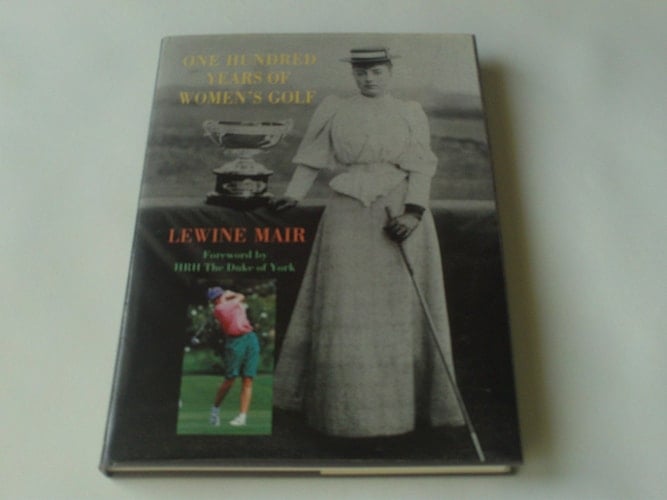 ONE HUNDRED
YEARS OF
WOMEN'S GOLF
LEWINE MAIR
Foreword by
HRH The Duke of York